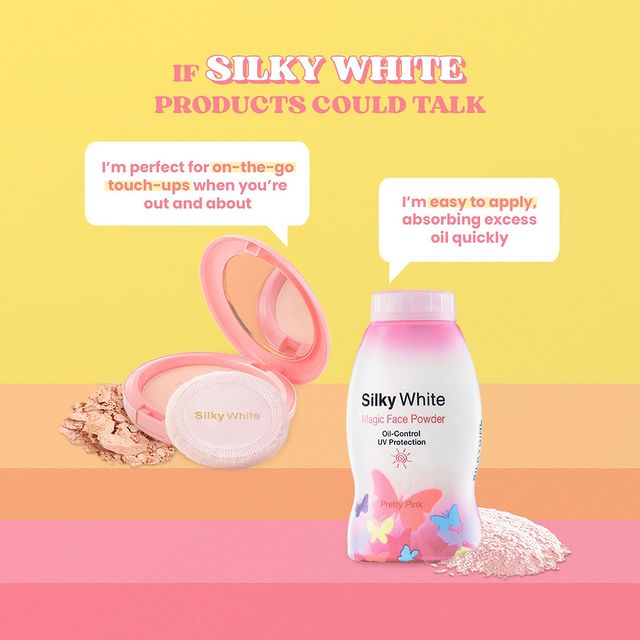 IF SILKY WHITE
PRODUCTS COULD TALK
I'm perfect for on-the-go
touch-ups when you're
out and about
I'm easy to apply,
absorbing excess
oil quickly
Silky White
Silky White
Magic Face Powder
Oil-Control
UV Protection
Pretty Pink